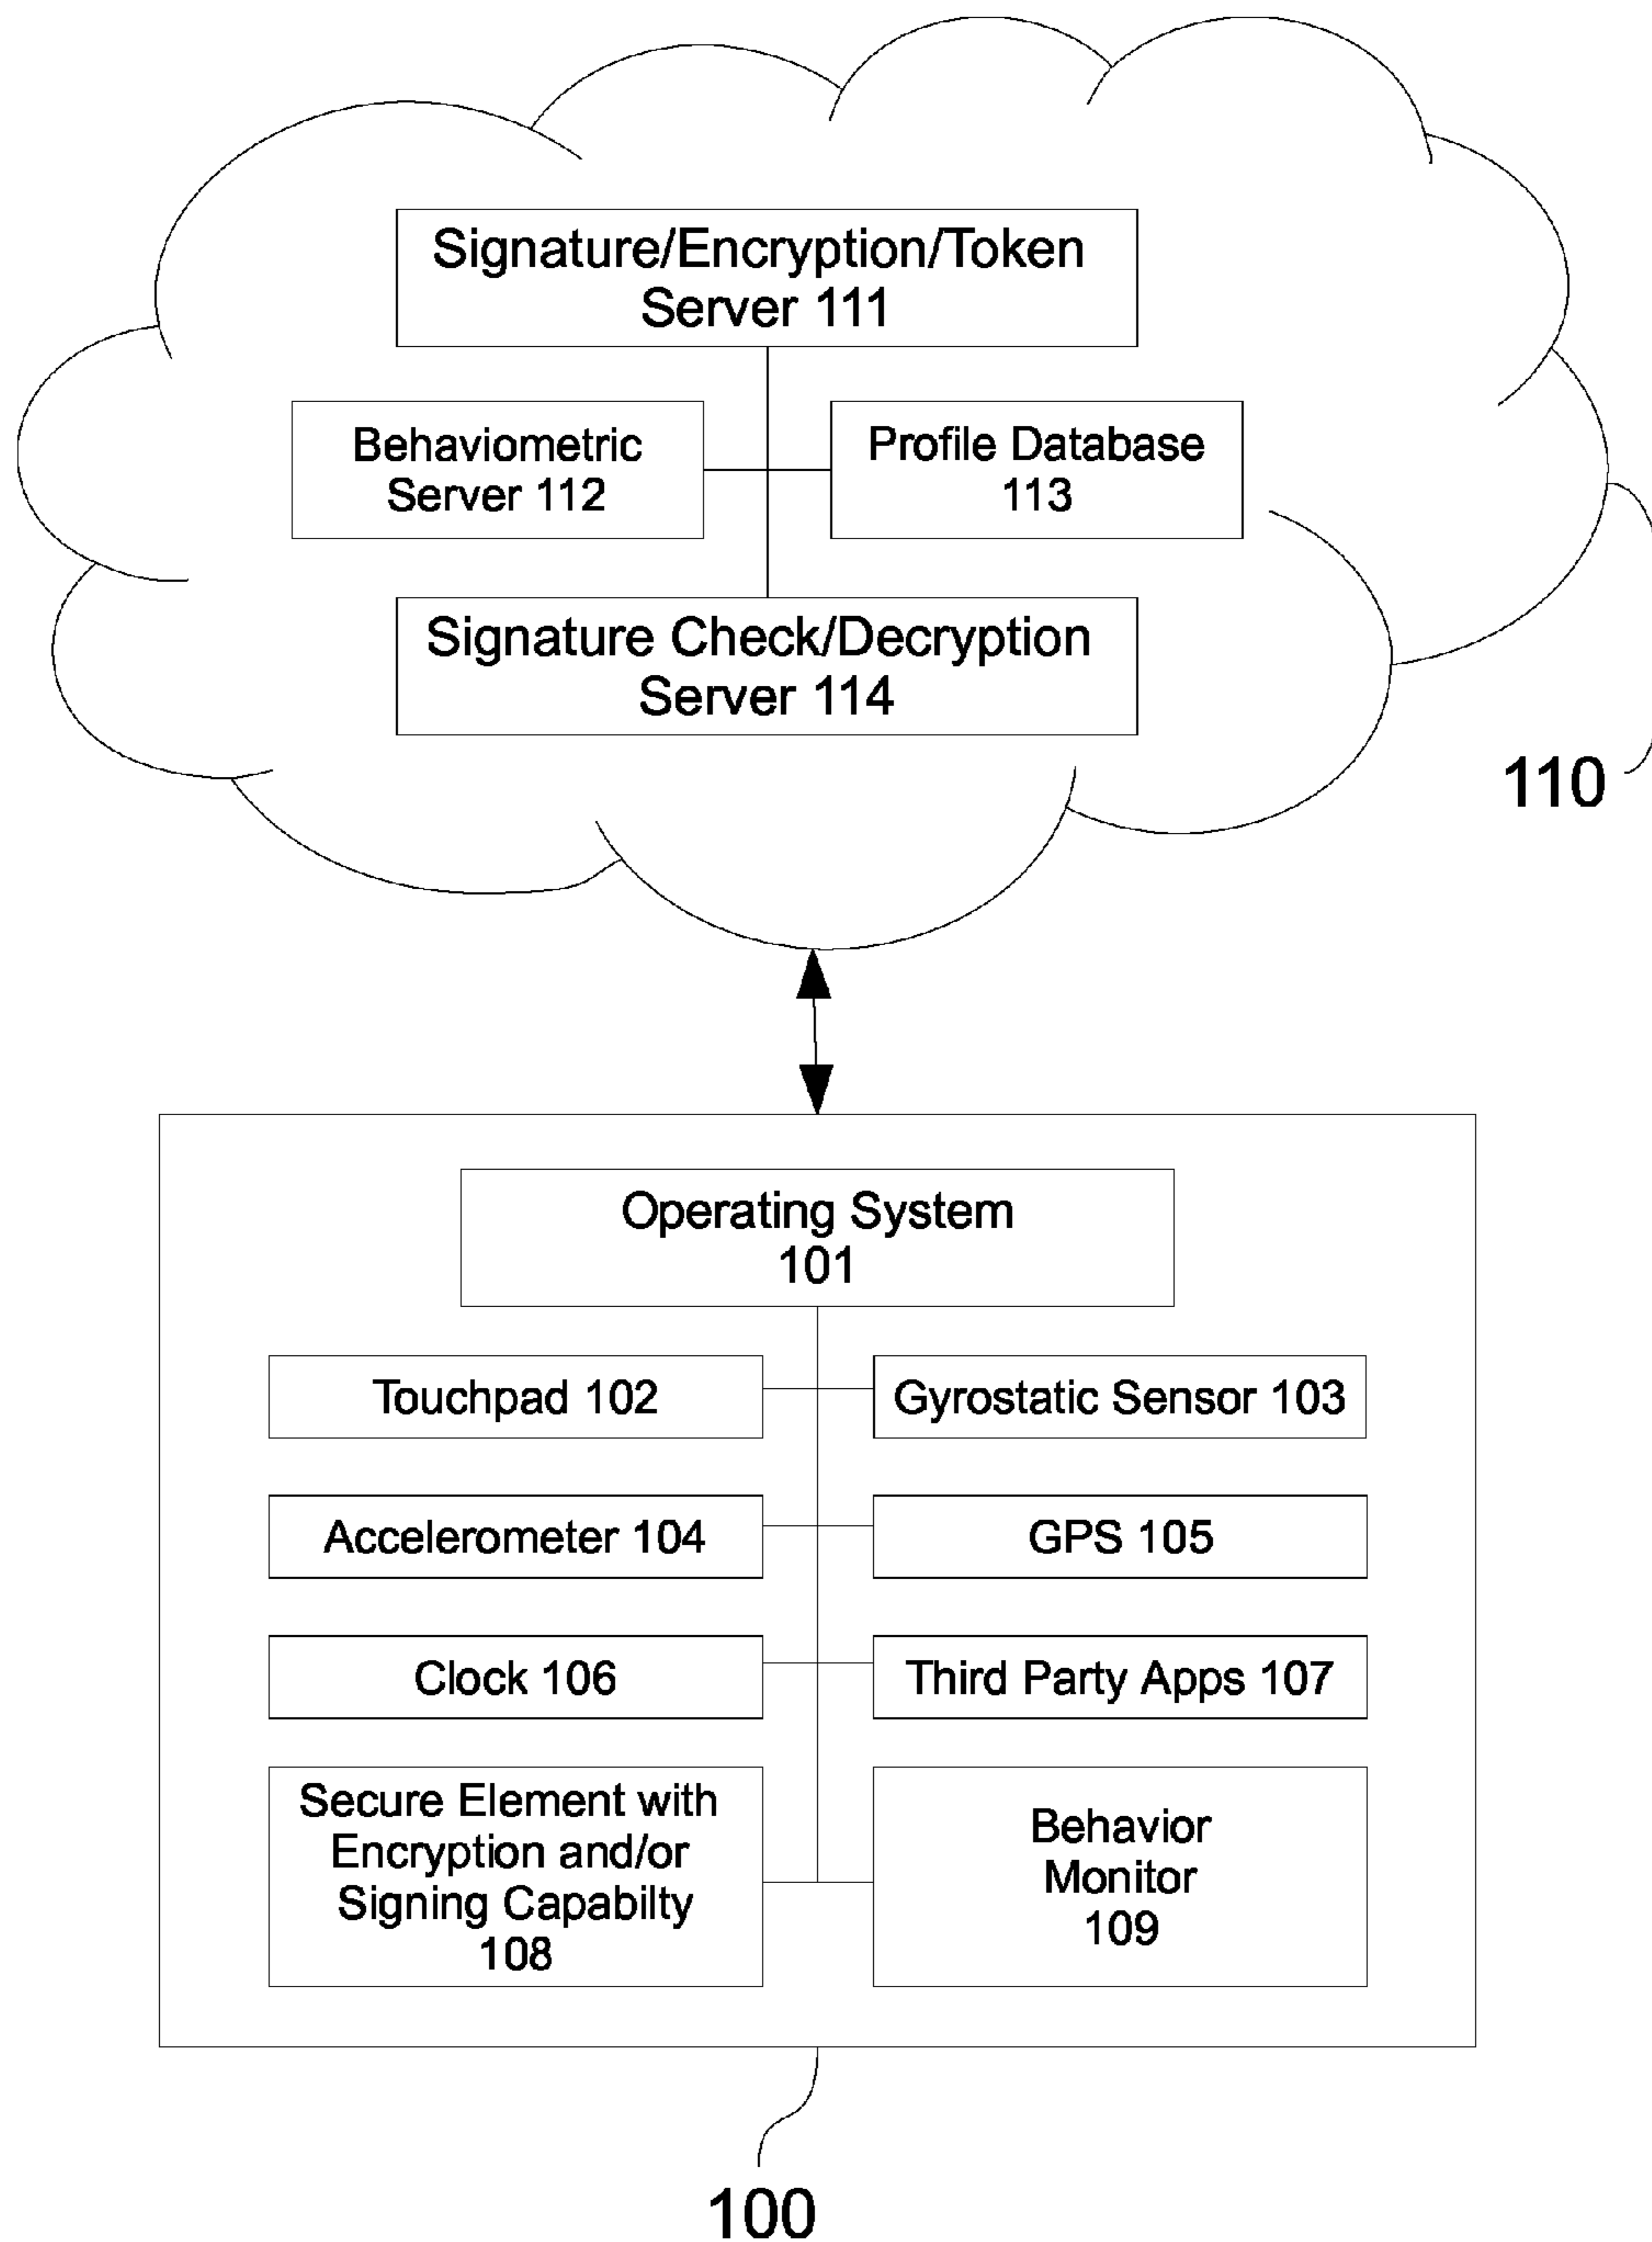 Signature/Encryption/Token
Server 111
Behaviometric
Server 112
Profile Database
113
Signature Check/Decryption
Server 114
110
Operating System
101
Touchpad 102
Gyrostatic Sensor 103
Accelerometer 104
GPS 105
Clock 106
Third Party Apps 107
Secure Element with
Encryption and/or
Signing Capabilty
108
Behavior
Monitor
109
100